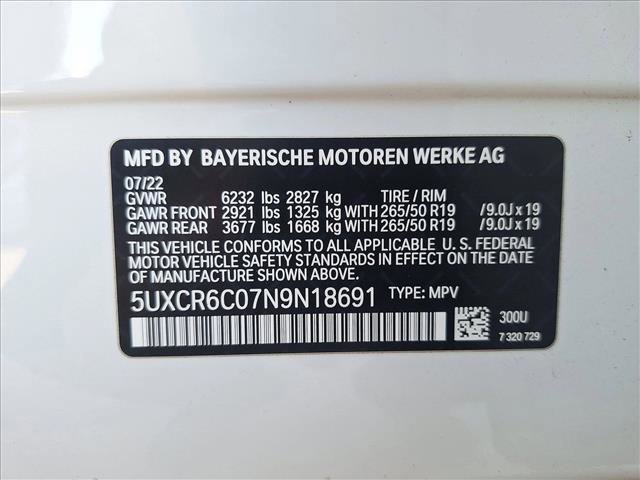 MFD BY BAYERISCHE MOTOREN WERKE AG
07/22
GVWR 6232 lbs 2827 kg TIRE / RIM
GAWR FRONT 2921 lbs 1325 kg WITH 265/50 R19 /9.0J x 19
GAWR REAR 3677 lbs 1668 kg WITH 265/50 R19 /9.0J x 19
THIS VEHICLE CONFORMS TO ALL APPLICABLE U. S. FEDERAL
MOTOR VEHICLE SAFETY STANDARDS IN EFFECT ON THE
DATE OF MANUFACTURE SHOWN ABOVE.
5UXCR6C07N9N18691 TYPE: MPV
300U
7 320 729